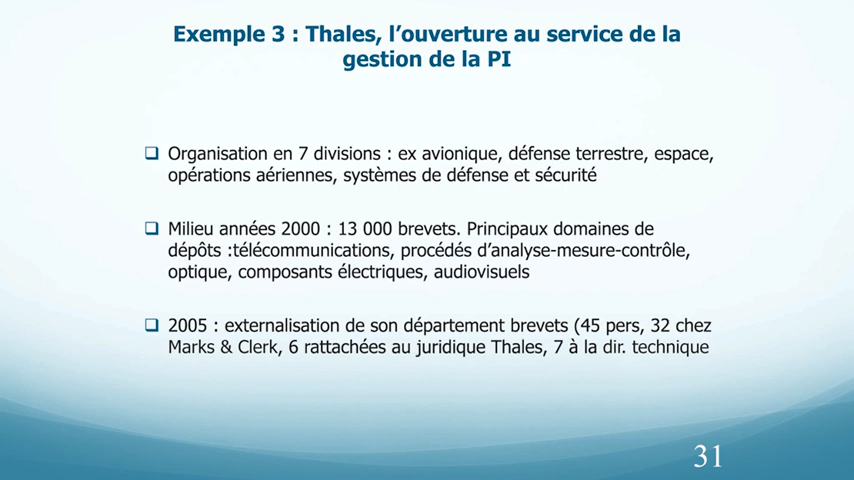 Exemple 3 : Thales, l’ouverture au service de la
gestion de la PI
❑ Organisation en 7 divisions : ex avionique, défense terrestre, espace,
opérations aériennes, systèmes de défense et sécurité
❑ Milieu années 2000 : 13 000 brevets. Principaux domaines de
dépôts :télécommunications, procédés d’analyse-mesure-contrôle,
optique, composants électriques, audiovisuels
❑ 2005 : externalisation de son département brevets (45 pers, 32 chez
Marks & Clerk, 6 rattachées au juridique Thales, 7 à la dir. technique
31